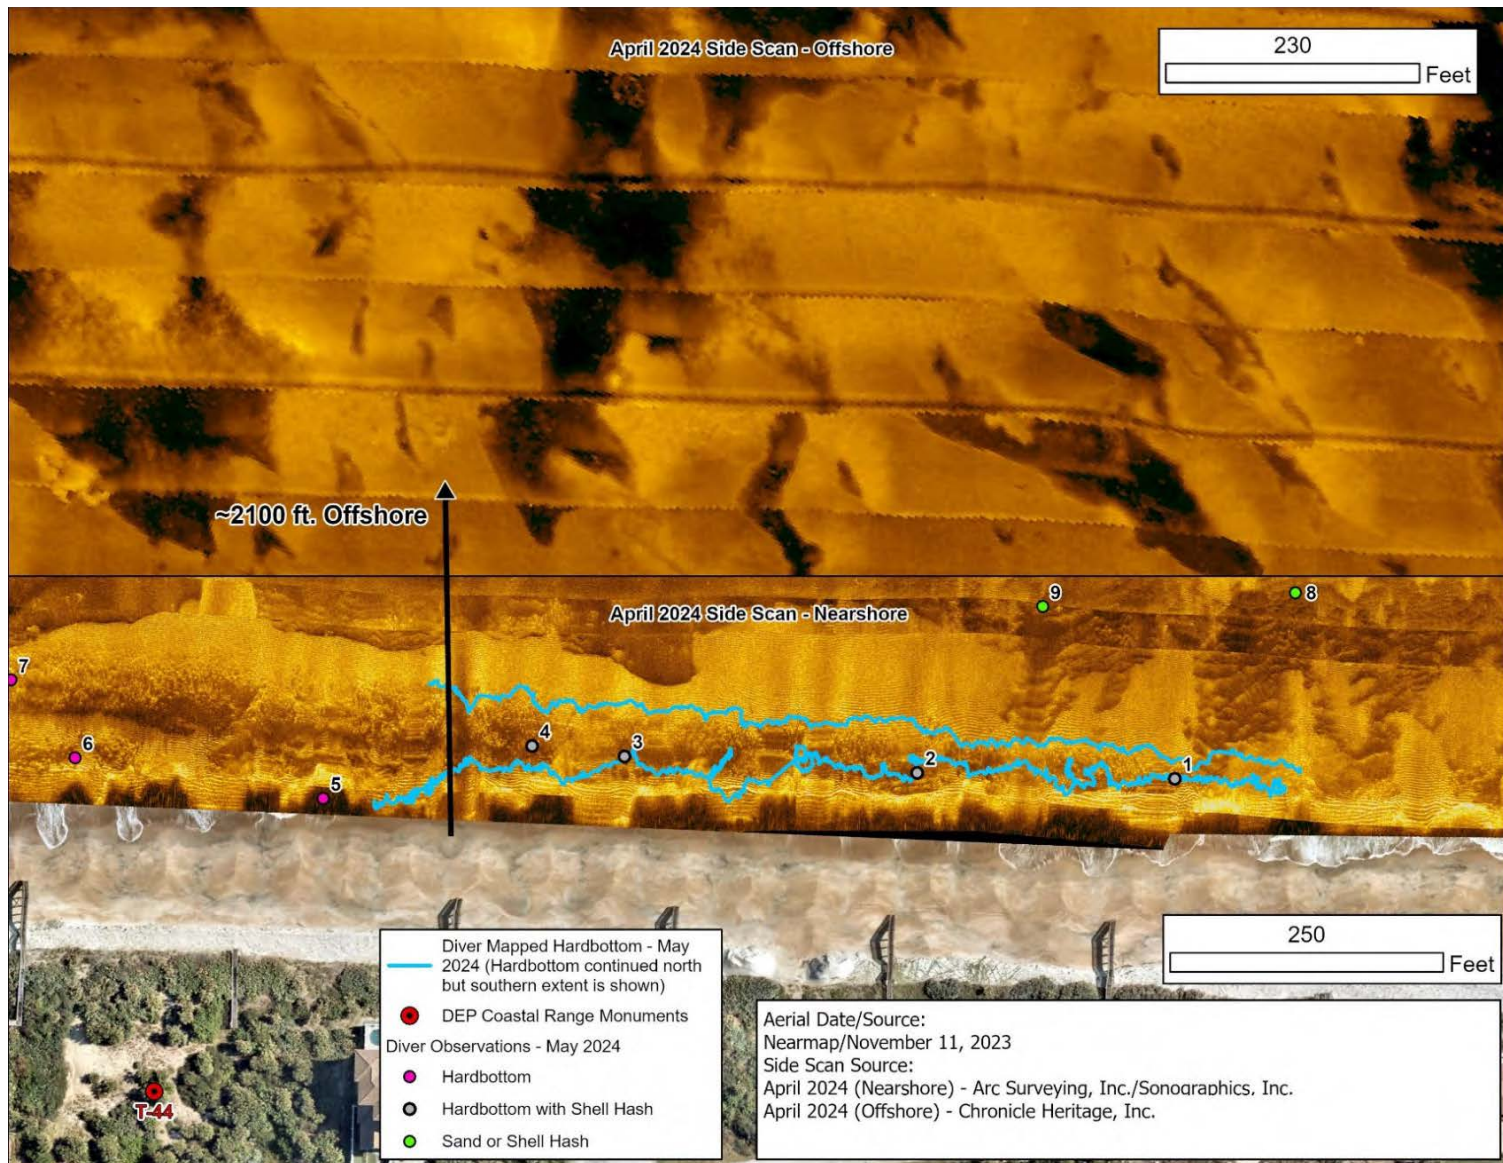 April 2024 Side Scan - Offshore
230
Feet
~2100 ft. Offshore
April 2024 Side Scan - Nearshore
9
8
7
6
5
4
3
2
1
250
Feet
Diver Mapped Hardbottom - May
2024 (Hardbottom continued north
but southern extent is shown)
DEP Coastal Range Monuments
Diver Observations - May 2024
Hardbottom
Hardbottom with Shell Hash
Sand or Shell Hash
T-44
Aerial Date/Source:
Nearmap/November 11, 2023
Side Scan Source:
April 2024 (Nearshore) - Arc Surveying, Inc./Sonographics, Inc.
April 2024 (Offshore) - Chronicle Heritage, Inc.